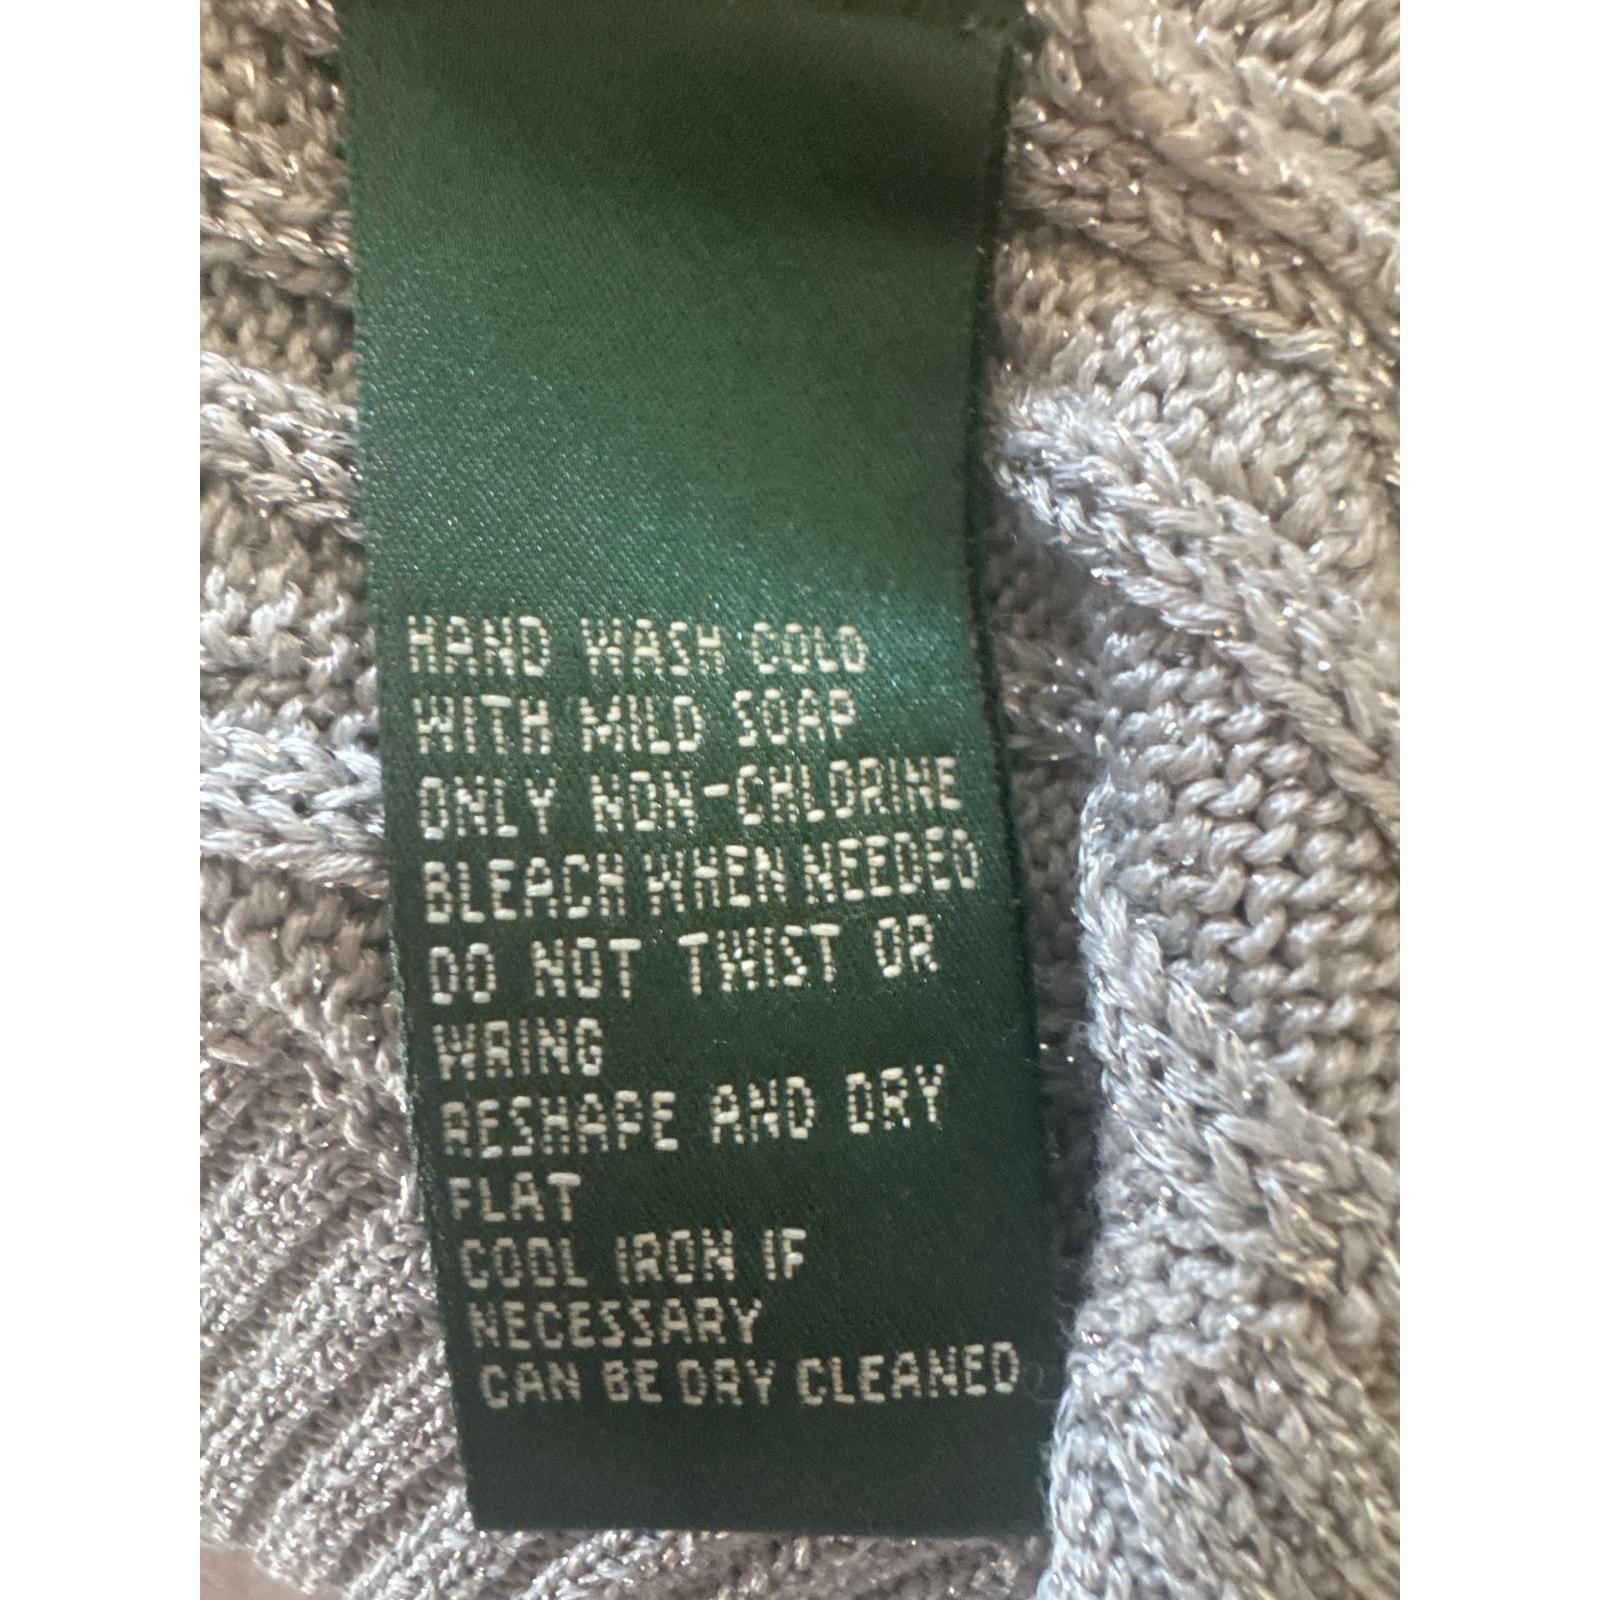 HAND WASH COLD
WITH MILD SOAP
ONLY NON-CHLORINE
BLEACH WHEN NEEDED
DO NOT TWIST OR
WRING
RESHAPE AND DRY
FLAT
COOL IRON IF
NECESSARY
CAN BE DRY CLEANED